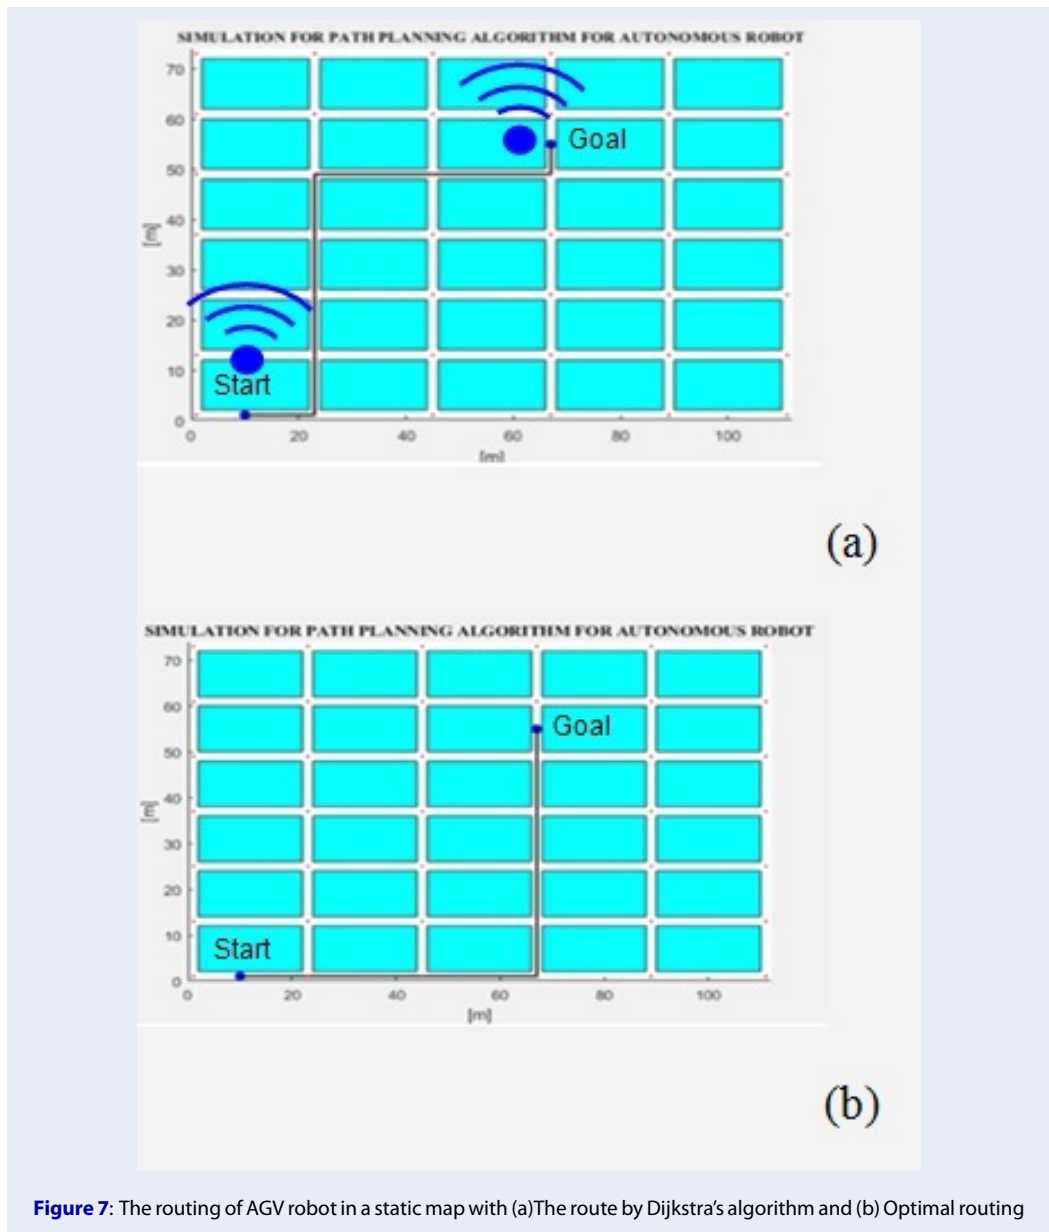 SIMULATION FOR PATH PLANNING ALGORITHM FOR AUTONOMOUS ROBOT
70
60
Goal
50
40
[m]
30
20
10
Start
0
0 20 40 60 80 100
[m]
(a)
SIMULATION FOR PATH PLANNING ALGORITHM FOR AUTONOMOUS ROBOT
70
60
Goal
50
40
[m]
30
20
10
Start
0
0 20 40 60 80 100
[m]
(b)
Figure 7: The routing of AGV robot in a static map with (a)The route by Dijkstra’s algorithm and (b) Optimal routing